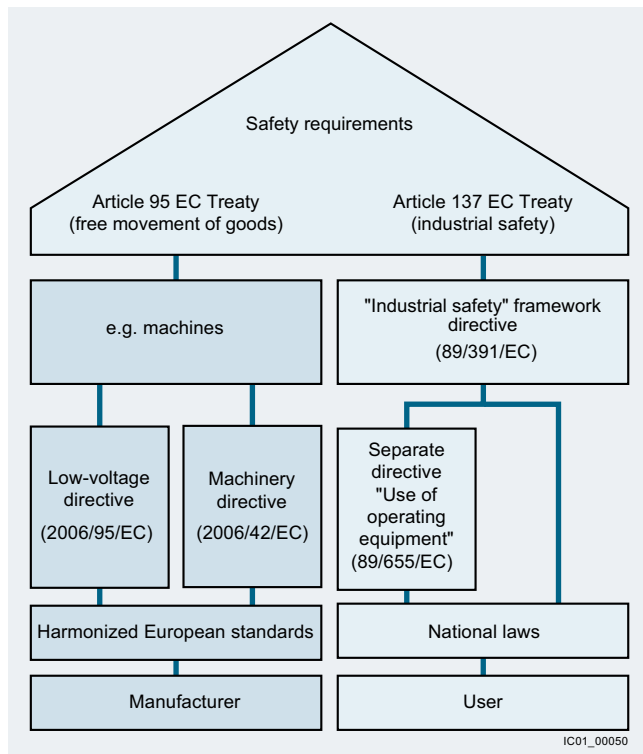 Safety requirements
Article 95 EC Treaty
(free movement of goods)
Article 137 EC Treaty
(industrial safety)
e.g. machines
"Industrial safety" framework
directive
(89/391/EC)
Low-voltage
directive
(2006/95/EC)
Machinery
directive
(2006/42/EC)
Separate
directive
"Use of
operating
equipment"
(89/655/EC)
Harmonized European standards
National laws
Manufacturer
User
IC01_00050